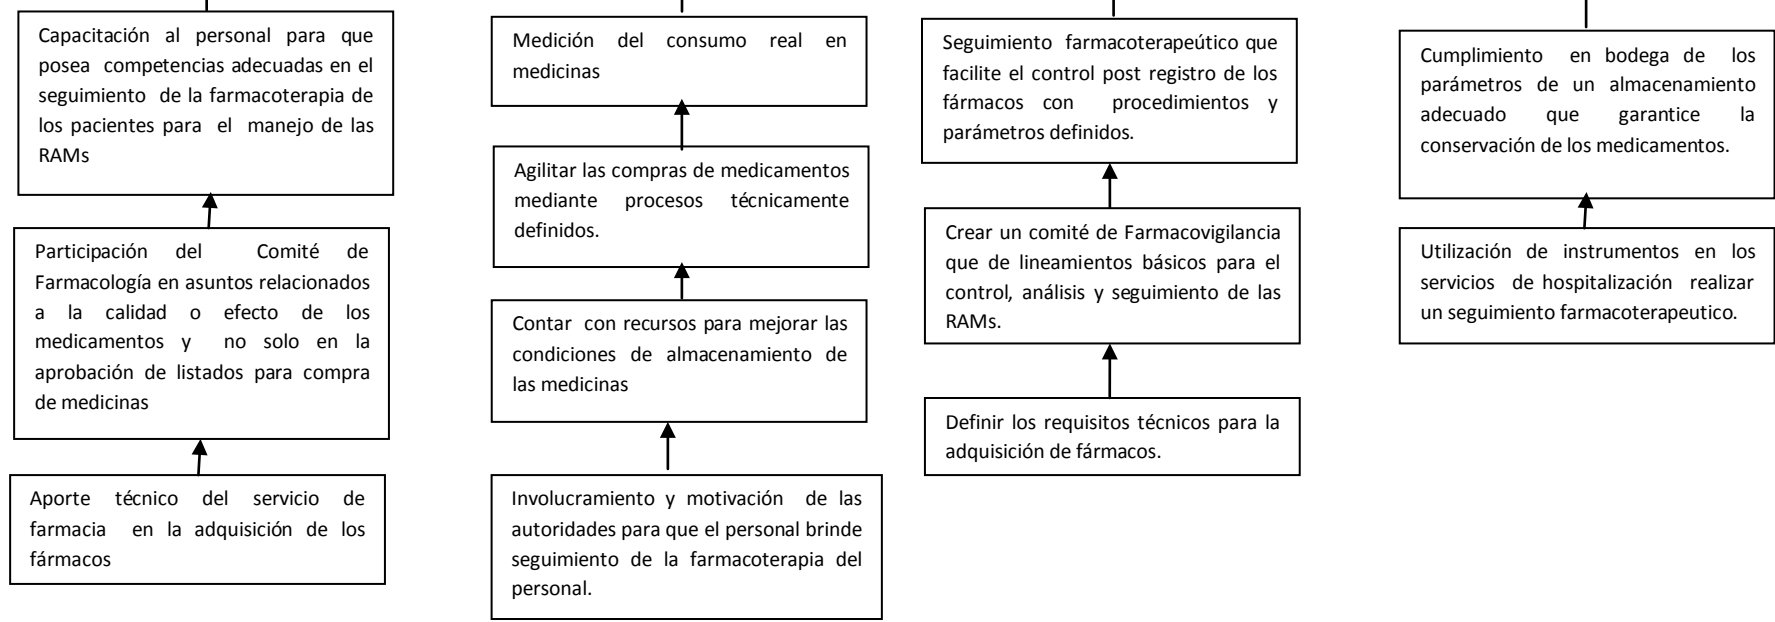 Capacitación al personal para que
posea competencias adecuadas en el
seguimiento de la farmacoterapia de
los pacientes para el manejo de las
RAMs
Participación del Comité de
Farmacología en asuntos relacionados
a la calidad o efecto de los
medicamentos y no solo en la
aprobación de listados para compra
de medicinas
Aporte técnico del servicio de
farmacia en la adquisición de los
fármacos
Medición del consumo real en
medicinas
Agilitar las compras de medicamentos
mediante procesos técnicamente
definidos.
Contar con recursos para mejorar las
condiciones de almacenamiento de
las medicinas
Involucramiento y motivación de las
autoridades para que el personal brinde
seguimiento de la farmacoterapia del
personal.
Seguimiento farmacoterapeútico que
facilite el control post registro de los
fármacos con procedimientos y
parámetros definidos.
Crear un comité de Farmacovigilancia
que de lineamientos básicos para el
control, análisis y seguimiento de las
RAMs.
Definir los requisitos técnicos para la
adquisición de fármacos.
Cumplimiento en bodega de los
parámetros de un almacenamiento
adecuado que garantice la
conservación de los medicamentos.
Utilización de instrumentos en los
servicios de hospitalización realizar
un seguimiento farmacoterapeutico.